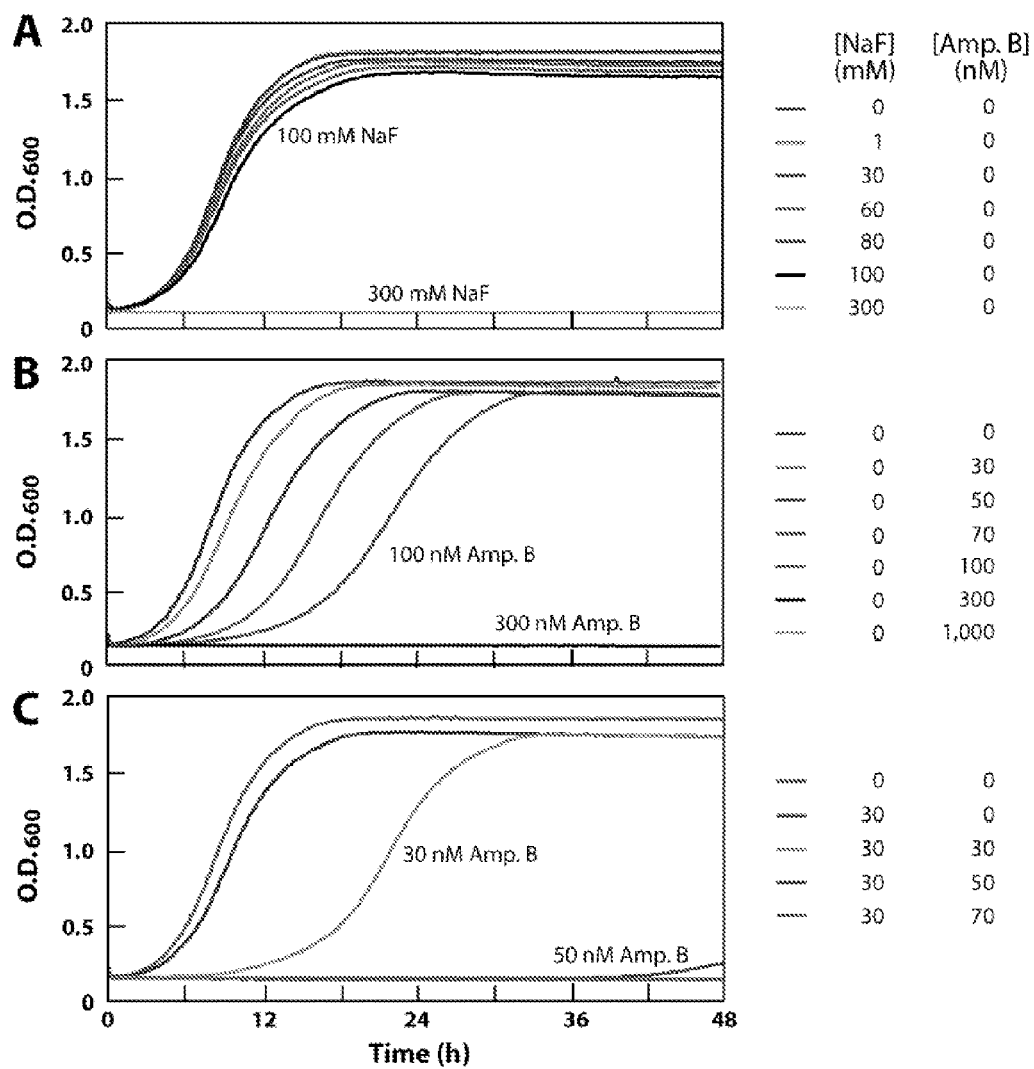 A
2.0
1.5
1.0
0.5
0
O.D.600
100 mM NaF
300 mM NaF
[NaF] [Amp. B]
(mM) (nM)
0 0
1 0
30 0
60 0
80 0
100 0
300 0
B
2.0
1.5
1.0
0.5
0
O.D.600
100 nM Amp. B
300 nM Amp. B
0 0
0 30
0 50
0 70
0 100
0 300
0 1,000
C
2.0
1.5
1.0
0.5
0
O.D.600
30 nM Amp. B
50 nM Amp. B
0 0
30 0
30 30
30 50
30 70
0 12 24 36 48
Time (h)